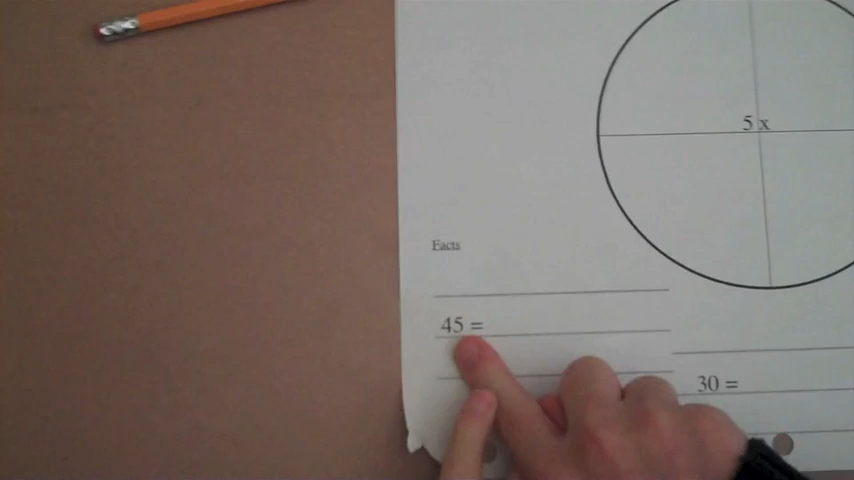 5 x
Facts
45 =
30 =